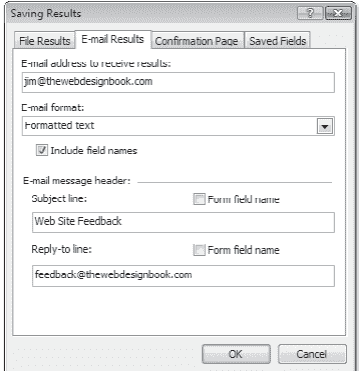 Saving Results
File Results E-mail Results Confirmation Page Saved Fields
E-mail address to receive results:
jim@thewebdesignbook.com
E-mail format:
Formatted text
Include field names
E-mail message header:
Subject line: Form field name
Web Site Feedback
Reply-to line: Form field name
feedback@thewebdesignbook.com
OK Cancel